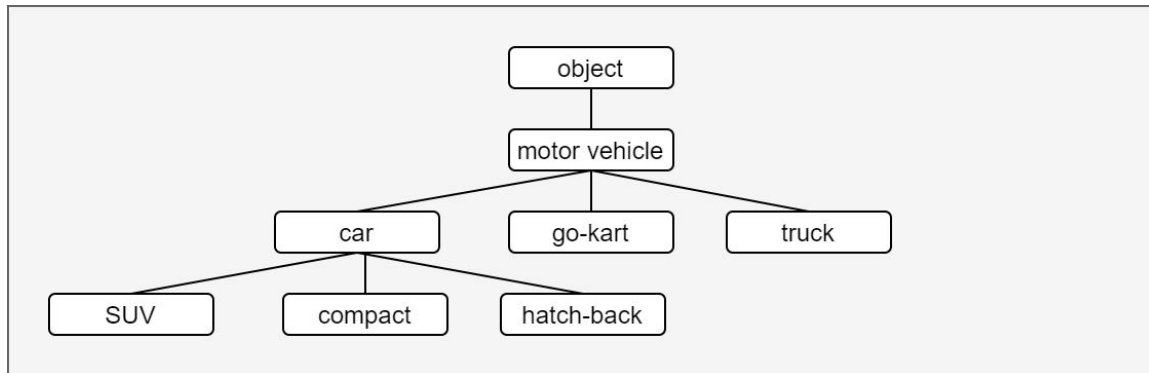 object
motor vehicle
car
go-kart
truck
SUV
compact
hatch-back